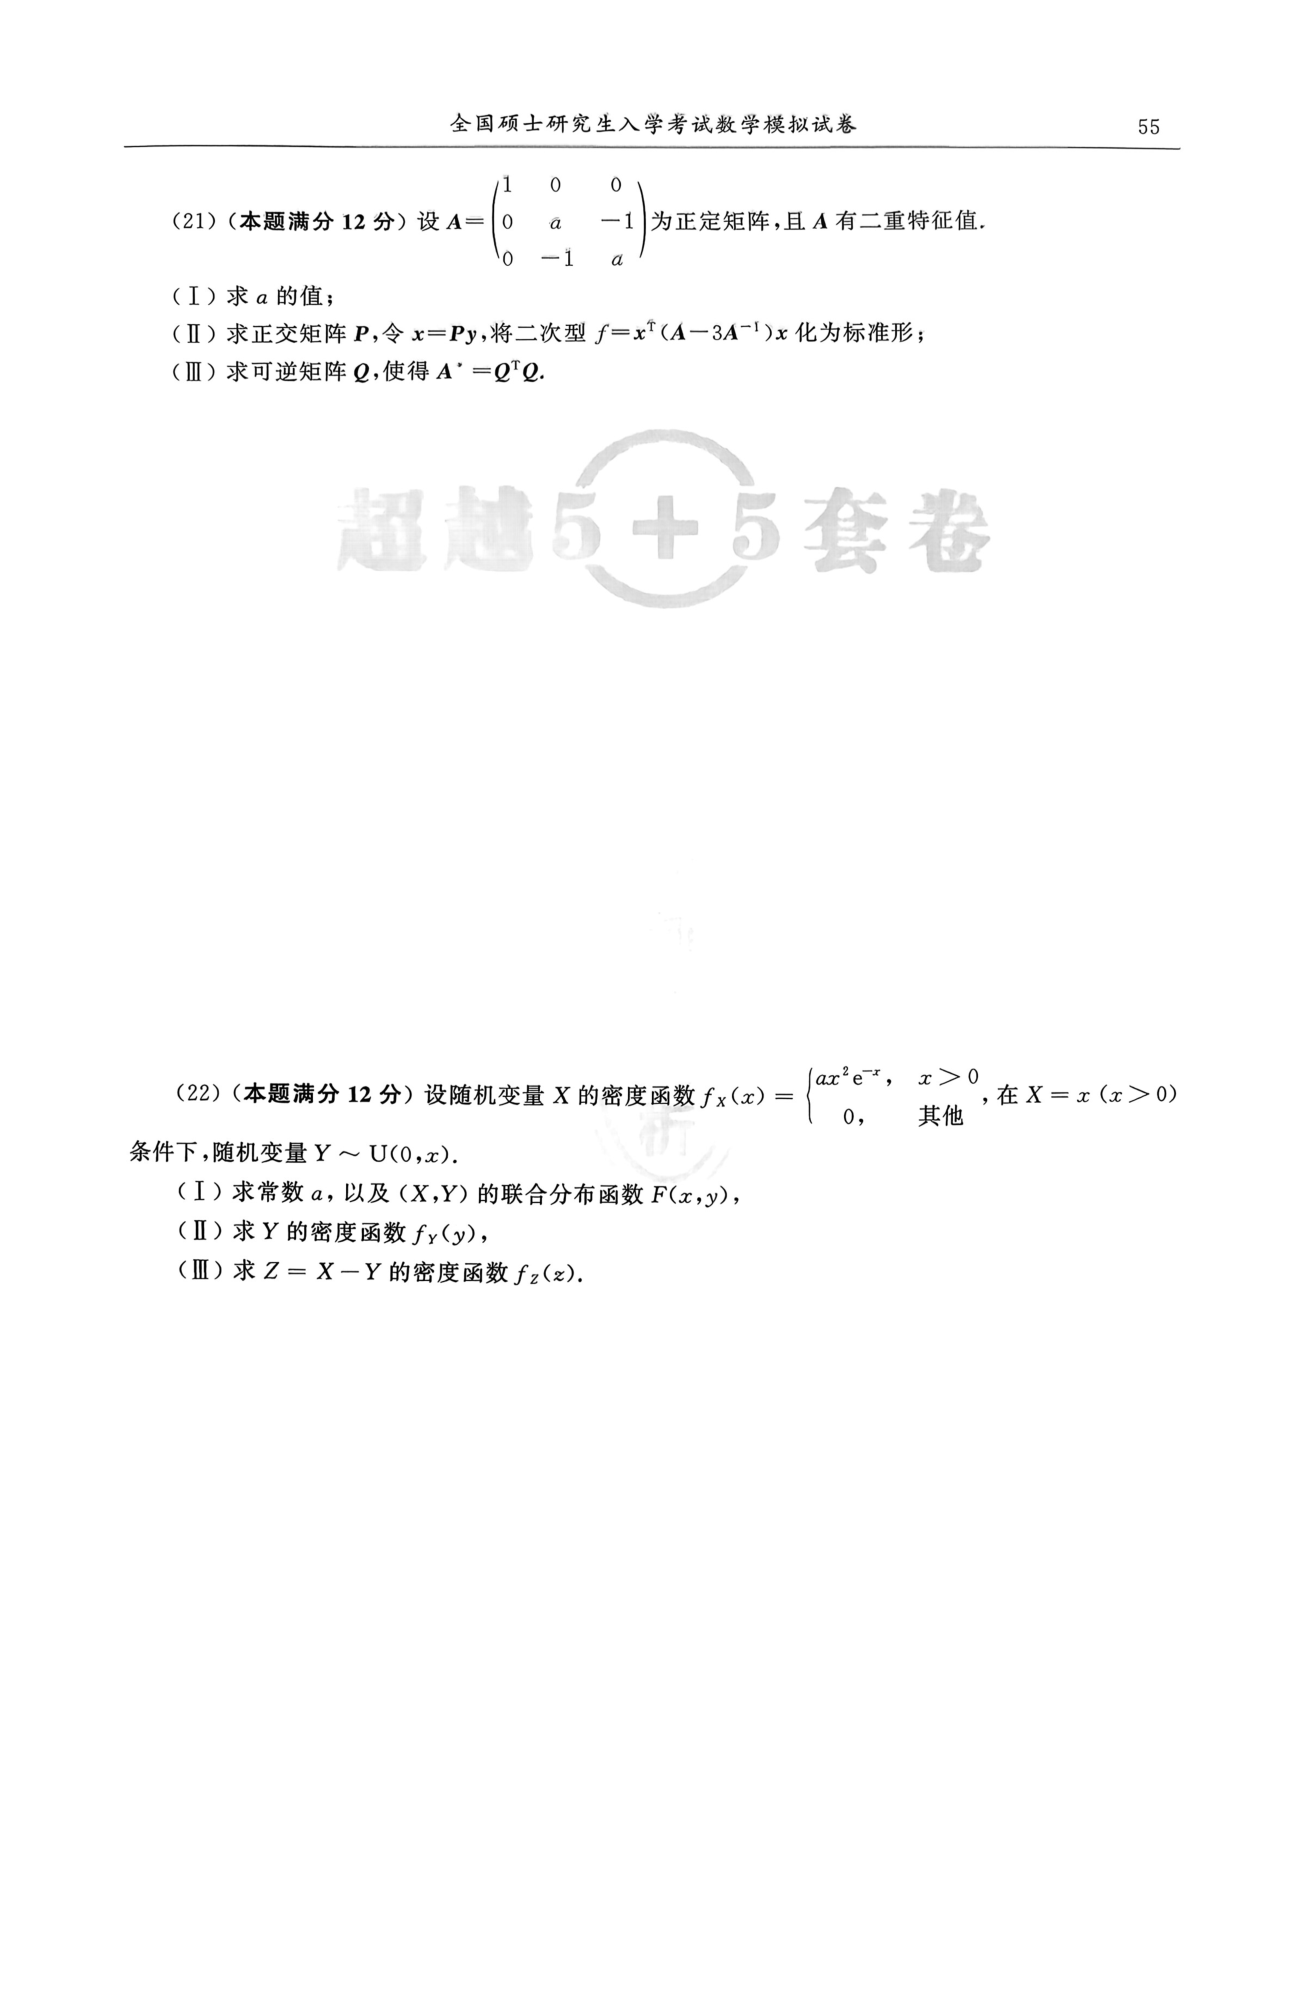 全国硕士研究生入学考试数学模拟试卷 55
(21)(本题满分 12 分)设 A=(1 0 0; 0 a −1; 0 −1 a)为正定矩阵,且 A 有二重特征值.
(Ⅰ)求 a 的值;
(Ⅱ)求正交矩阵 P,令 x=Py,将二次型 f=xᵀ(A−3A⁻¹)x 化为标准形;
(Ⅲ)求可逆矩阵 Q,使得 A*=QᵀQ.
超越5+5套卷
(22)(本题满分 12 分)设随机变量 X 的密度函数 f_X(x) = {ax²e⁻ˣ, x>0; 0, 其他,在 X = x (x>0)
条件下,随机变量 Y ~ U(0,x).
(Ⅰ)求常数 a,以及 (X,Y) 的联合分布函数 F(x,y),
(Ⅱ)求 Y 的密度函数 f_Y(y),
(Ⅲ)求 Z = X − Y 的密度函数 f_Z(z).